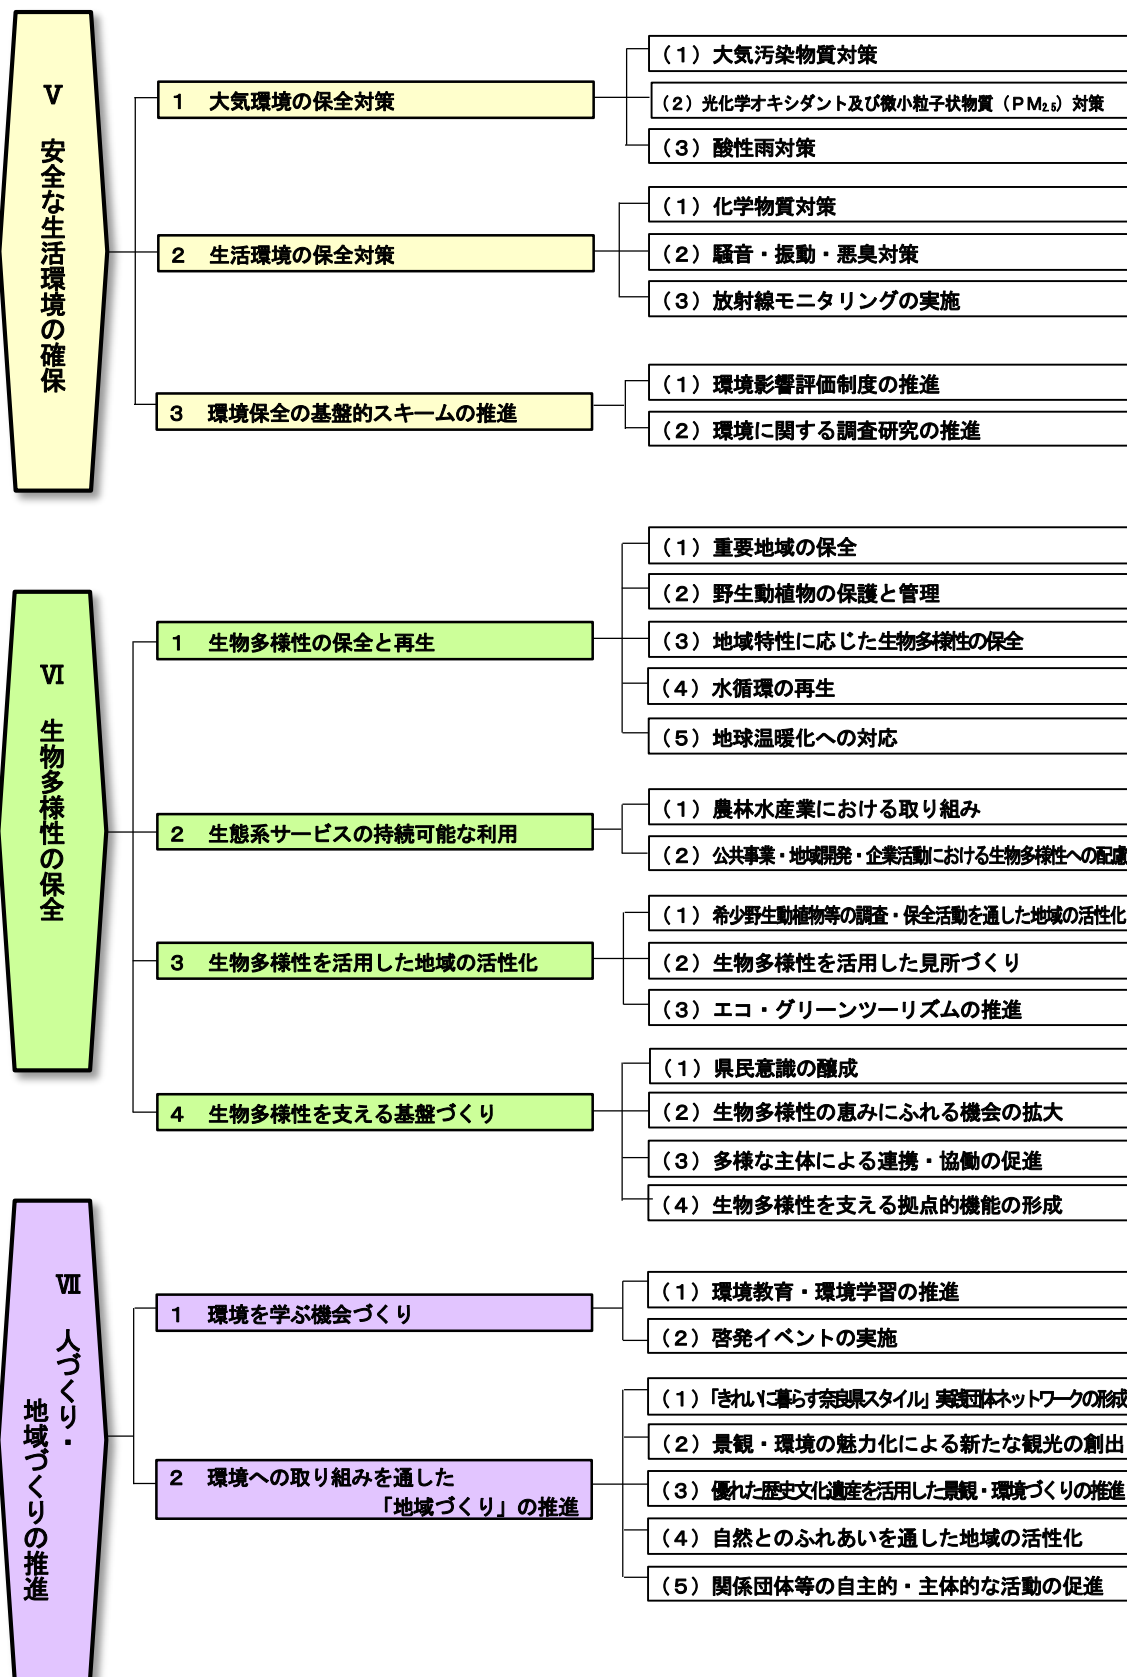 Ⅴ　安全な生活環境の確保
１　大気環境の保全対策
（１）大気汚染物質対策
（２）光化学オキシダント及び微小粒子状物質（ＰＭ2.5）対策
（３）酸性雨対策
２　生活環境の保全対策
（１）化学物質対策
（２）騒音・振動・悪臭対策
（３）放射線モニタリングの実施
３　環境保全の基盤的スキームの推進
（１）環境影響評価制度の推進
（２）環境に関する調査研究の推進
Ⅵ　生物多様性の保全
１　生物多様性の保全と再生
（１）重要地域の保全
（２）野生動植物の保護と管理
（３）地域特性に応じた生物多様性の保全
（４）水循環の再生
（５）地球温暖化への対応
２　生態系サービスの持続可能な利用
（１）農林水産業における取り組み
（２）公共事業・地域開発・企業活動における生物多様性への配慮
３　生物多様性を活用した地域の活性化
（１）希少野生動植物等の調査・保全活動を通した地域の活性化
（２）生物多様性を活用した見所づくり
（３）エコ・グリーンツーリズムの推進
４　生物多様性を支える基盤づくり
（１）県民意識の醸成
（２）生物多様性の恵みにふれる機会の拡大
（３）多様な主体による連携・協働の促進
（４）生物多様性を支える拠点的機能の形成
Ⅶ　人づくり・
地域づくりの推進
１　環境を学ぶ機会づくり
（１）環境教育・環境学習の推進
（２）啓発イベントの実施
２　環境への取り組みを通した
「地域づくり」の推進
（１）「きれいに暮らす奈良県スタイル」実践団体ネットワークの形成
（２）景観・環境の魅力化による新たな観光の創出
（３）優れた歴史文化遺産を活用した景観・環境づくりの推進
（４）自然とのふれあいを通した地域の活性化
（５）関係団体等の自主的・主体的な活動の促進